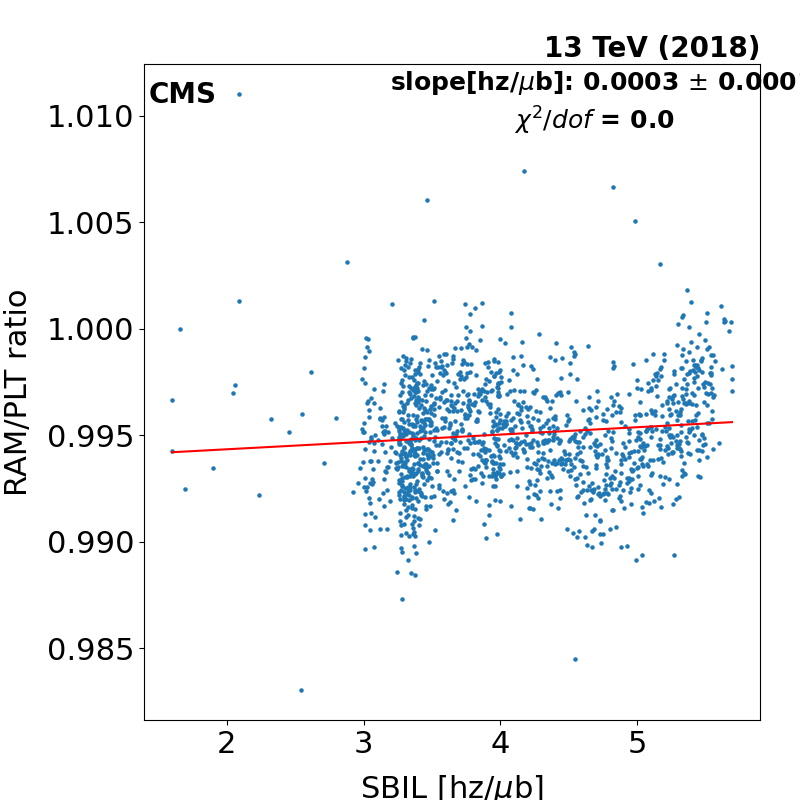 13 TeV (2018)
CMS
slope[hz/μb]: 0.0003 ± 0.000
χ²/dof = 0.0
1.010
1.005
1.000
0.995
0.990
0.985
RAM/PLT ratio
2 3 4 5
SBIL [hz/μb]